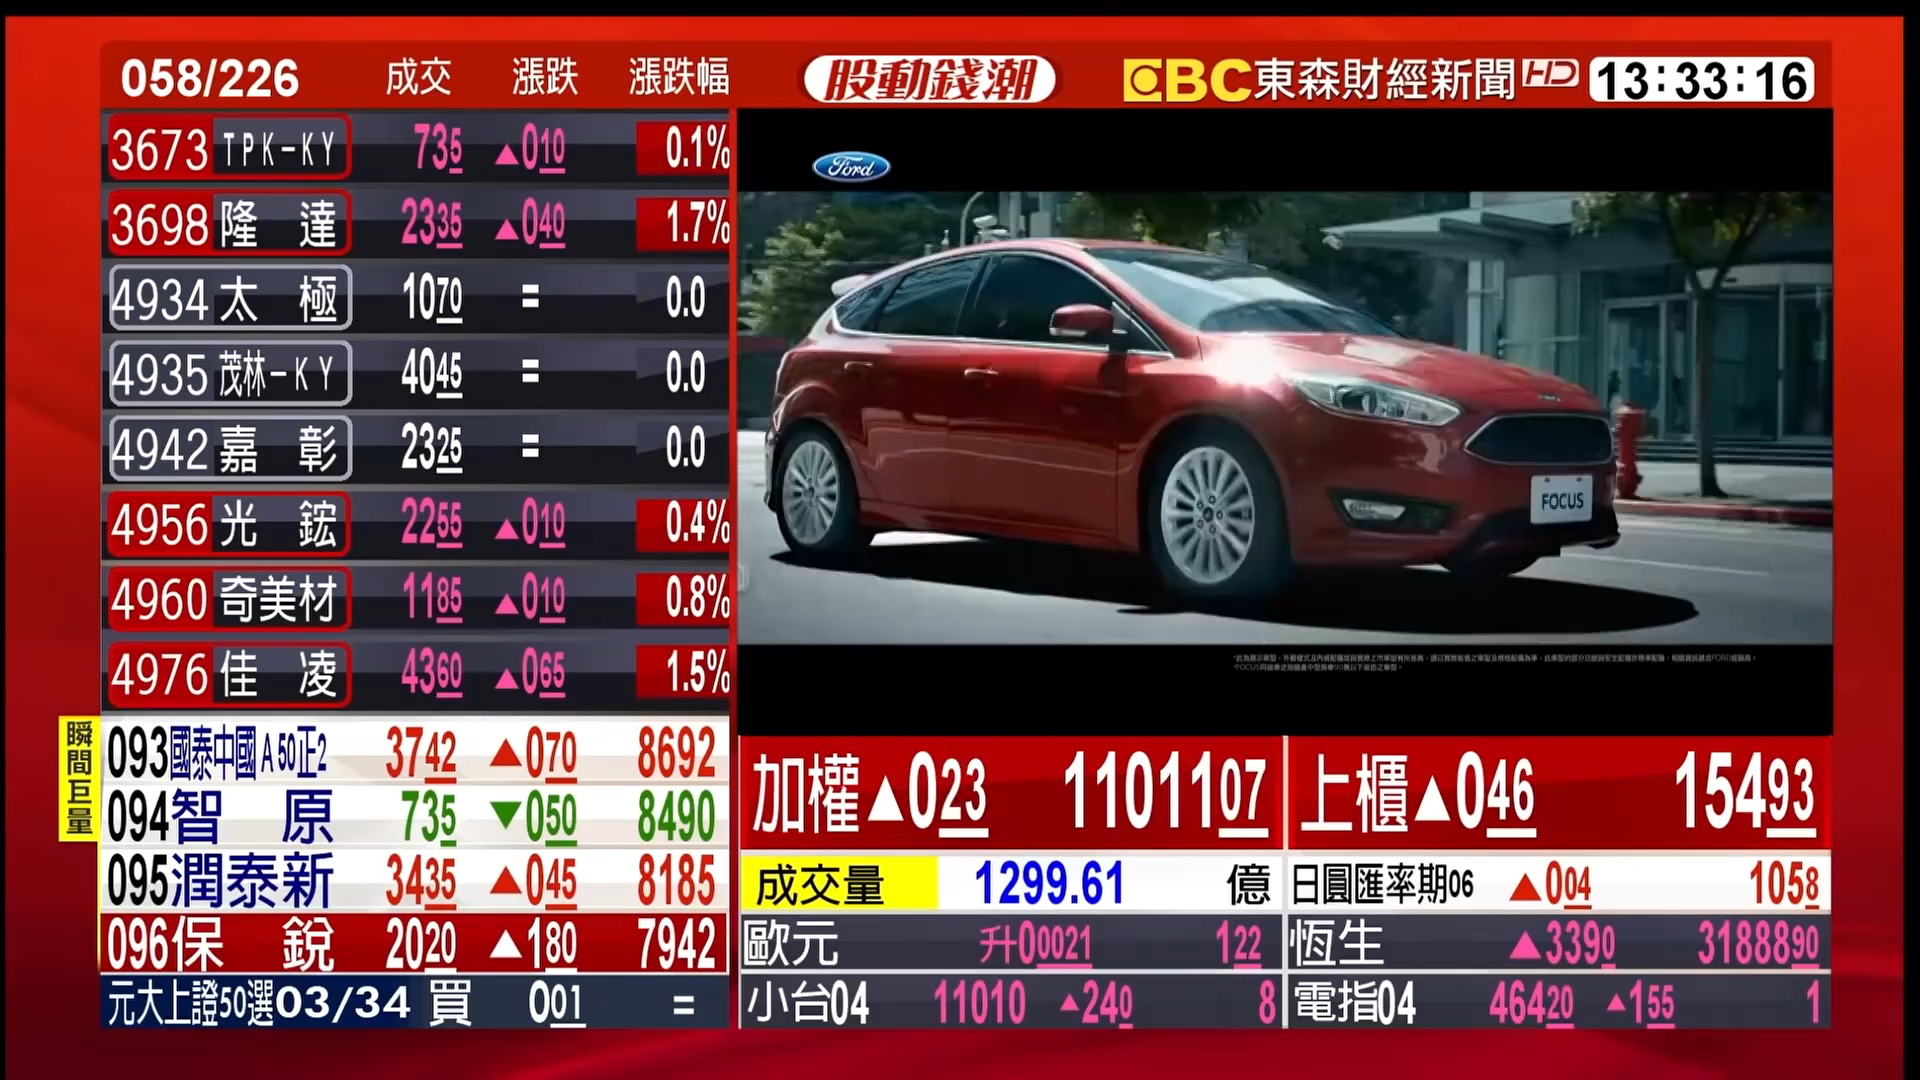 058/226 成交 漲跌 漲跌幅 股動錢潮 EBC東森財經新聞HD 13:33:16
3673 TPK-KY 735 ▲010 0.1%
3698 隆達 2335 ▲040 1.7%
4934 太極 1070 = 0.0
4935 茂林-KY 4045 = 0.0
4942 嘉彰 2325 = 0.0
4956 光鋐 2255 ▲010 0.4%
4960 奇美材 1185 ▲010 0.8%
4976 佳凌 4360 ▲065 1.5%
瞬間巨量
093國泰中國A50正2 3742 ▲070 8692
094智原 735 ▼050 8490
095潤泰新 3435 ▲045 8185
096保銳 2020 ▲180 7942
元大上證50選03/34 買 001 =
Ford
FOCUS
加權▲023 1101107
上櫃▲046 15493
成交量 1299.61 億
日圓匯率期06 ▲004 1058
歐元 升00021 122
恆生 ▲3390 3188890
小台04 11010 ▲240 8
電指04 46420 ▲155 1